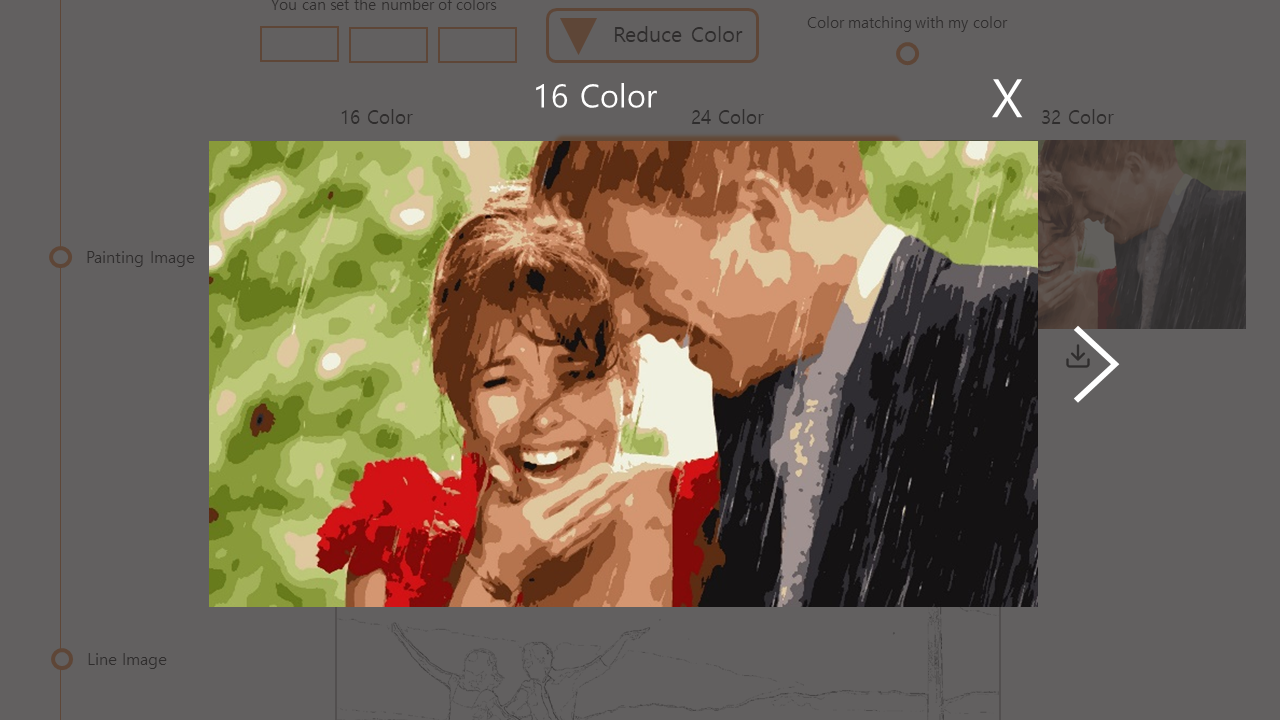 You can set the number of colors
Reduce Color
Color matching with my color
16 Color
X
16 Color
24 Color
32 Color
Painting Image
Line Image